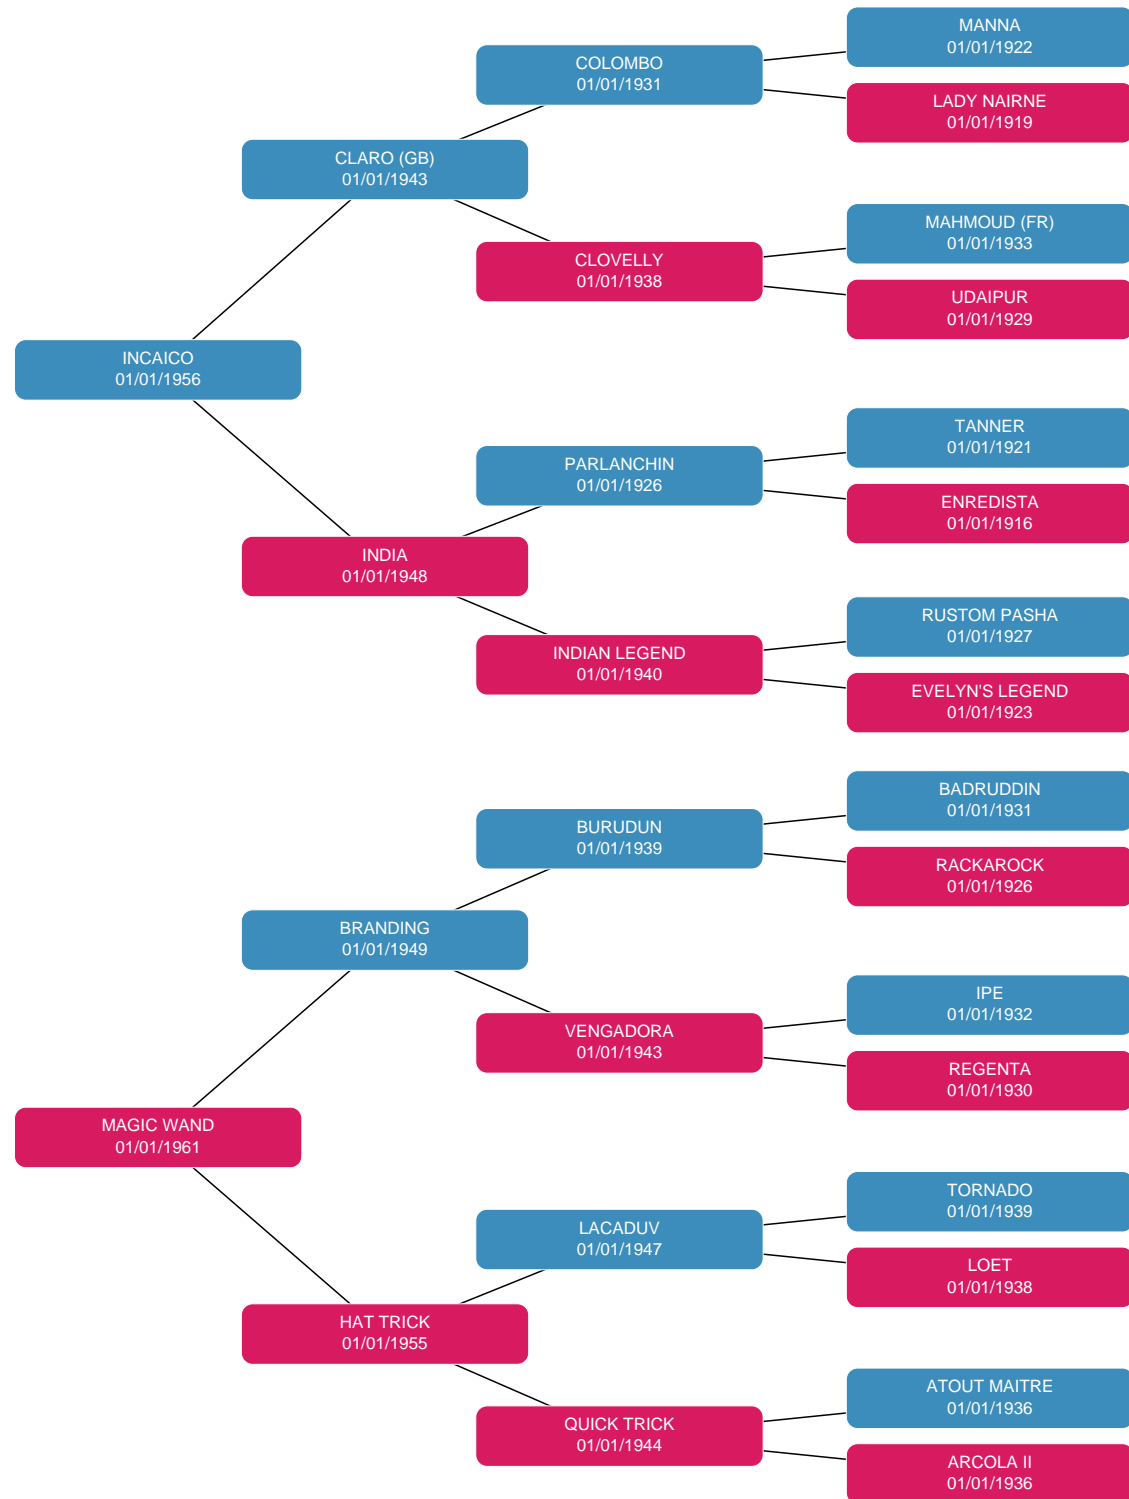 MANNA
01/01/1922
COLOMBO
01/01/1931
LADY NAIRNE
01/01/1919
CLARO (GB)
01/01/1943
MAHMOUD (FR)
01/01/1933
CLOVELLY
01/01/1938
UDAIPUR
01/01/1929
INCAICO
01/01/1956
TANNER
01/01/1921
PARLANCHIN
01/01/1926
ENREDISTA
01/01/1916
INDIA
01/01/1948
RUSTOM PASHA
01/01/1927
INDIAN LEGEND
01/01/1940
EVELYN'S LEGEND
01/01/1923
BADRUDDIN
01/01/1931
BURUDUN
01/01/1939
RACKAROCK
01/01/1926
BRANDING
01/01/1949
IPE
01/01/1932
VENGADORA
01/01/1943
REGENTA
01/01/1930
MAGIC WAND
01/01/1961
TORNADO
01/01/1939
LACADUV
01/01/1947
LOET
01/01/1938
HAT TRICK
01/01/1955
ATOUT MAITRE
01/01/1936
QUICK TRICK
01/01/1944
ARCOLA II
01/01/1936